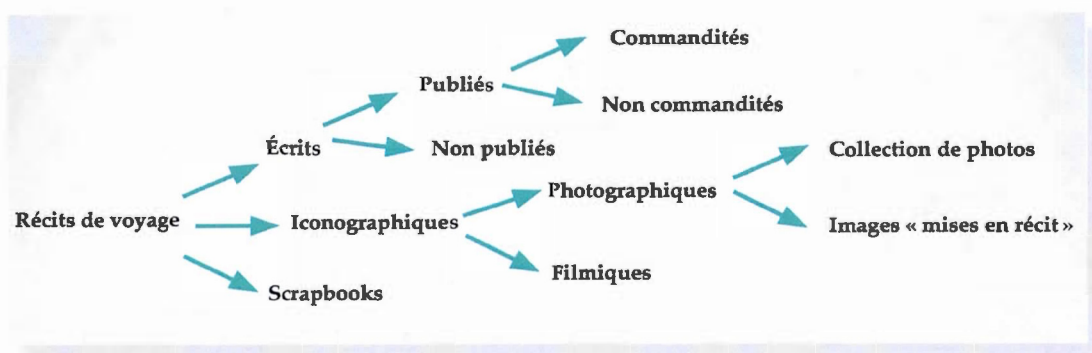 Commandités
Publiés
Non commandités
Écrits
Non publiés
Collection de photos
Photographiques
Récits de voyage
Iconographiques
Images « mises en récit »
Filmiques
Scrapbooks